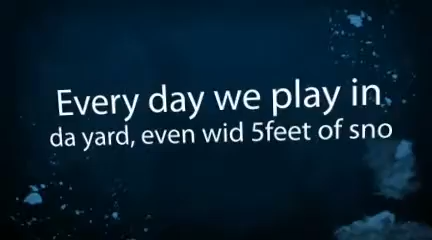 Every day we play in
da yard, even wid 5feet of sno